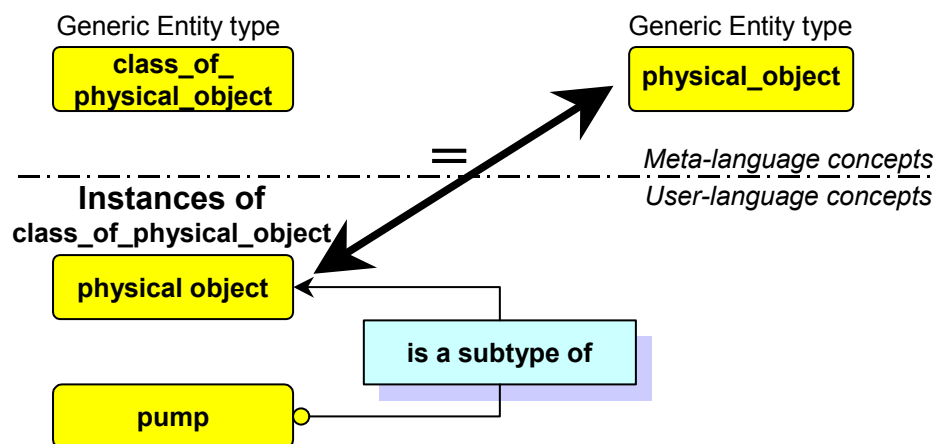 Generic Entity type
class_of_
physical_object
Generic Entity type
physical_object
=
Meta-language concepts
User-language concepts
Instances of
class_of_physical_object
physical object
is a subtype of
pump